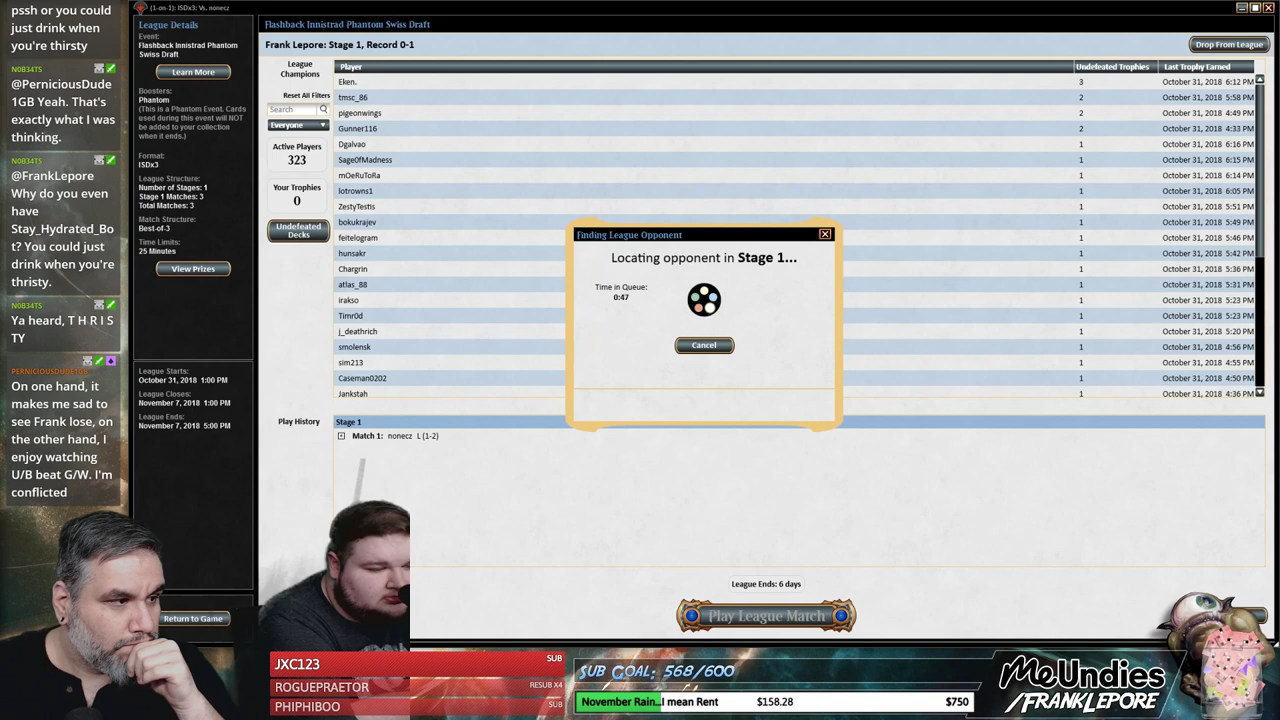 pssh or you could
just drink when
you're thirsty
N0B34TS
@PerniciousDude
1GB Yeah. That's
exactly what I was
thinking.
N0B34TS
@FrankLepore
Why do you even
have
Stay_Hydrated_Bo
t? You could just
drink when you're
thristy.
N0B34TS
Ya heard, T H R I S
TY
PERNICIOUSDUDE1GB
On one hand, it
makes me sad to
see Frank lose, on
the other hand, I
enjoy watching
U/B beat G/W. I'm
conflicted
(1-on-1): ISDx3: Vs. nonecz
League Details
Event:
Flashback Innistrad Phantom
Swiss Draft
Learn More
Boosters:
Phantom
(This is a Phantom Event. Cards
used during this event will NOT
be added to your collection
when it ends.)
Format:
ISDx3
League Structure:
Number of Stages: 1
Stage 1 Matches: 3
Total Matches: 3
Match Structure:
Best-of-3
Time Limits:
25 Minutes
View Prizes
League Starts:
October 31, 2018 1:00 PM
League Closes:
November 7, 2018 1:00 PM
League Ends:
November 7, 2018 5:00 PM
Return to Game
Flashback Innistrad Phantom Swiss Draft
Frank Lepore: Stage 1, Record 0-1
Drop From League
League
Champions
Reset All Filters
Search
Everyone
Active Players
323
Your Trophies
0
Undefeated
Decks
Player Undefeated Trophies Last Trophy Earned
Eken. 3 October 31, 2018 6:12 PM
tmsc_86 2 October 31, 2018 5:58 PM
pigeonwings 2 October 31, 2018 4:49 PM
Gunner116 2 October 31, 2018 4:33 PM
Dgalvao 1 October 31, 2018 6:16 PM
SageOfMadness 1 October 31, 2018 6:15 PM
mOeRuToRa 1 October 31, 2018 6:14 PM
lotrowns1 1 October 31, 2018 6:05 PM
ZestyTestis 1 October 31, 2018 5:51 PM
bokukrajev 1 October 31, 2018 5:49 PM
feitelogram 1 October 31, 2018 5:46 PM
hunsakr 1 October 31, 2018 5:43 PM
Chargrin 1 October 31, 2018 5:36 PM
atlas_88 1 October 31, 2018 5:31 PM
irakso 1 October 31, 2018 5:23 PM
Timr0d 1 October 31, 2018 5:23 PM
j_deathrich 1 October 31, 2018 5:20 PM
smolensk 1 October 31, 2018 4:56 PM
sim213 1 October 31, 2018 4:55 PM
Caseman0202 1 October 31, 2018 4:50 PM
Jankstah 1 October 31, 2018 4:36 PM
Finding League Opponent
Locating opponent in Stage 1...
Time in Queue:
0:47
Cancel
Play History
Stage 1
Match 1: nonecz L (1-2)
League Ends: 6 days
Play League Match
JXC123 SUB
ROGUEPRAETOR RESUB X4
PHIPHIBOO SUB
SUB GOAL: 568/600
November Rain...I mean Rent $158.28 $750
MeUndies
/FRANKLEPORE